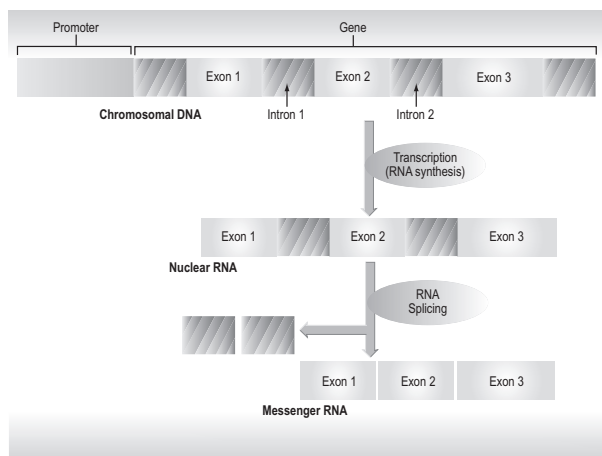 Promoter
Gene
Exon 1
Exon 2
Exon 3
Chromosomal DNA
Intron 1
Intron 2
Transcription
(RNA synthesis)
Exon 1
Exon 2
Exon 3
Nuclear RNA
RNA
Splicing
Exon 1
Exon 2
Exon 3
Messenger RNA